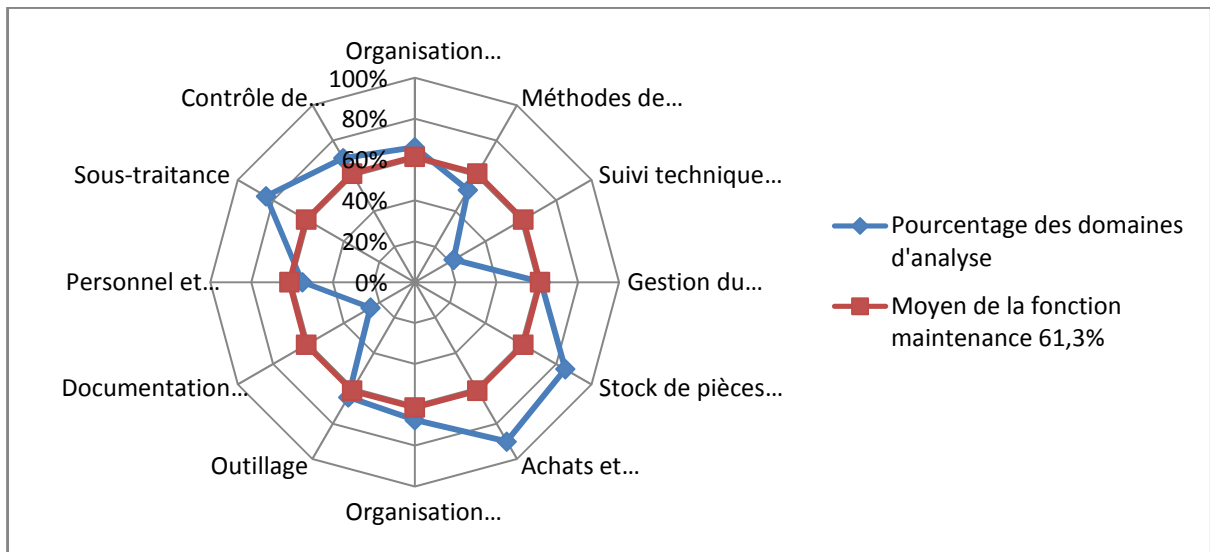 Organisation…
100%
Contrôle de…
Méthodes de…
80%
60%
Sous-traitance
Suivi technique…
40%
20%
Pourcentage des domaines
d'analyse
Personnel et…
0%
Gestion du…
Moyen de la fonction
maintenance 61,3%
Documentation…
Stock de pièces…
Outillage
Achats et…
Organisation…